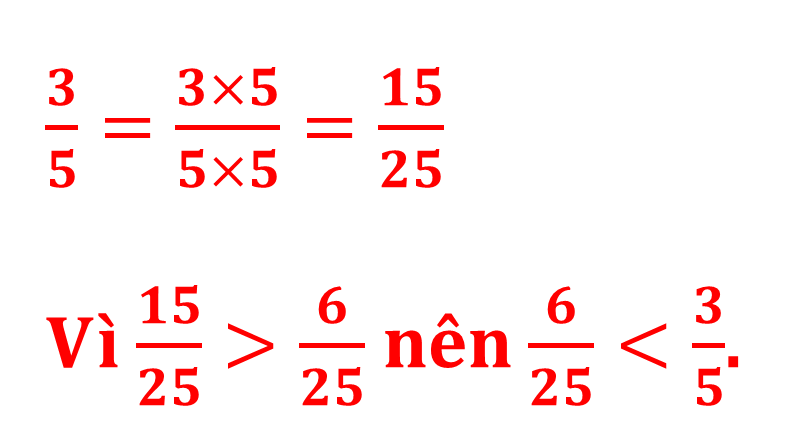 3/5 = 3×5/5×5 = 15/25
Vì 15/25 > 6/25 nên 6/25 < 3/5.